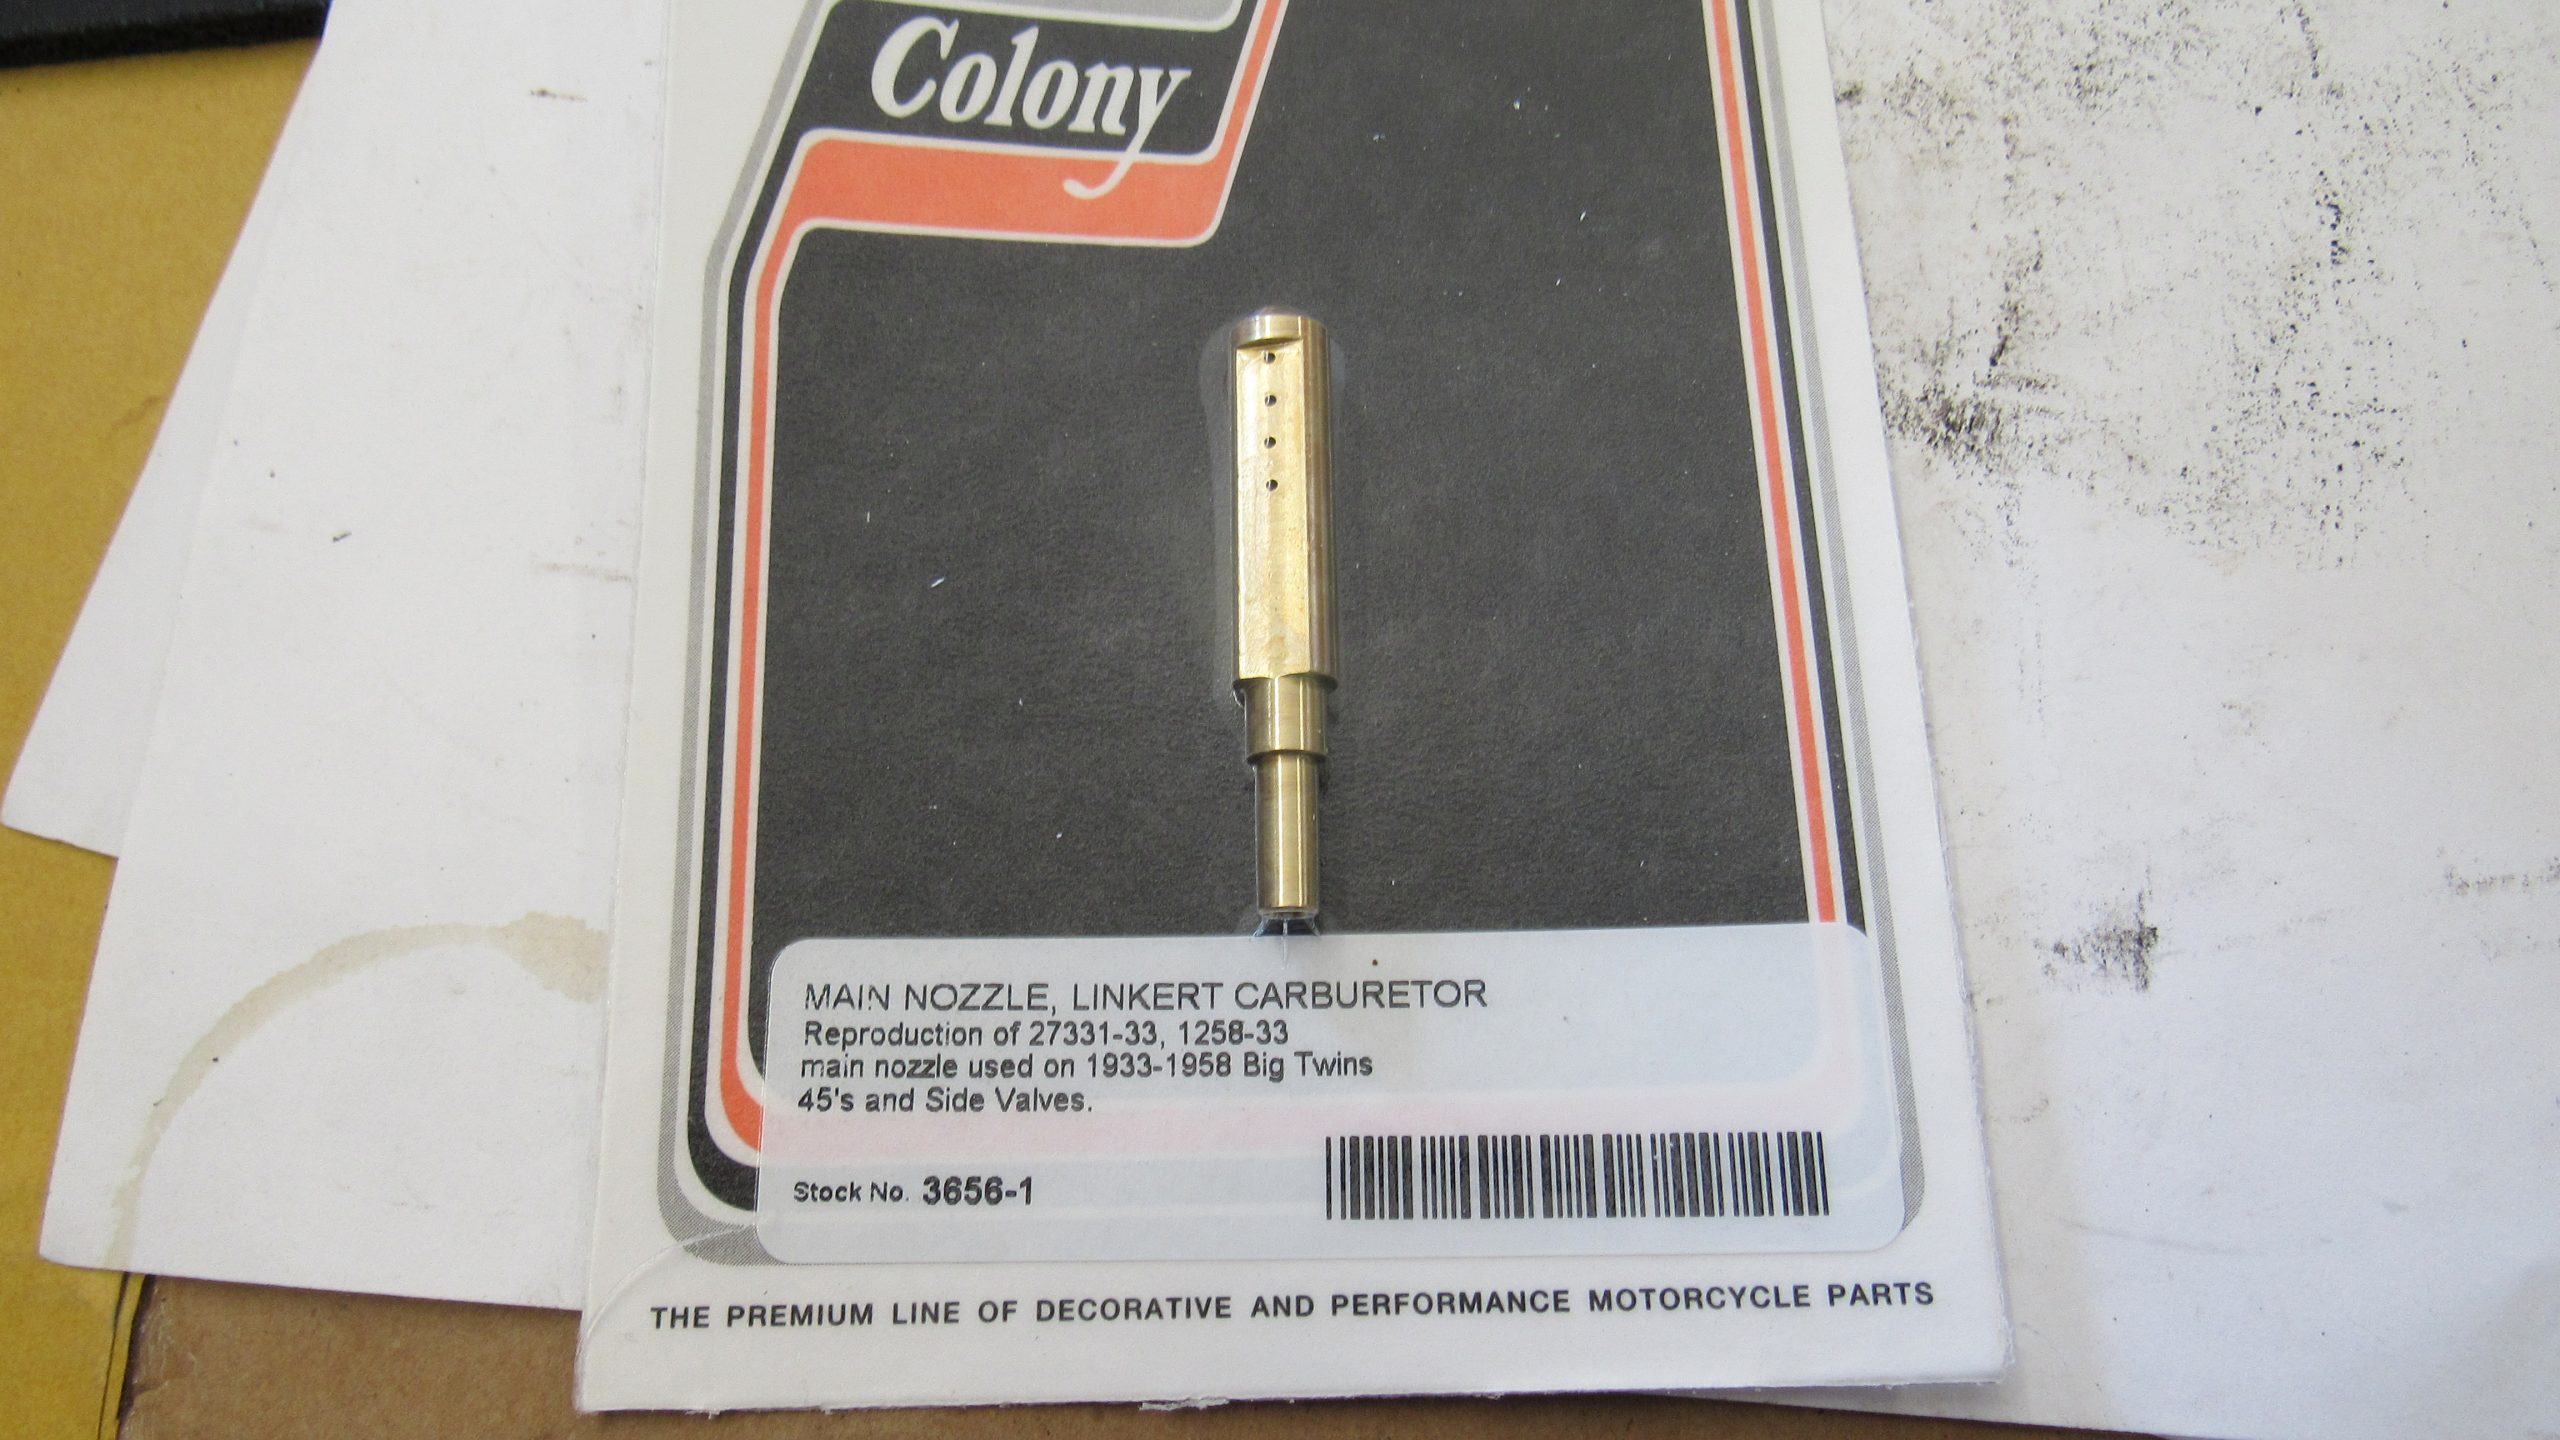 Colony
MAIN NOZZLE, LINKERT CARBURETOR
Reproduction of 27331-33, 1258-33
main nozzle used on 1933-1958 Big Twins
45's and Side Valves.
Stock No. 3656-1
THE PREMIUM LINE OF DECORATIVE AND PERFORMANCE MOTORCYCLE PARTS